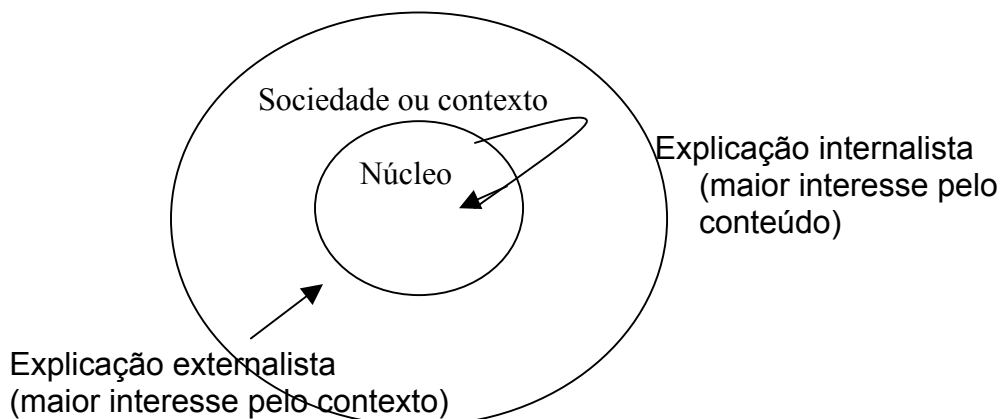 Sociedade ou contexto
Núcleo
Explicação internalista
(maior interesse pelo
conteúdo)
Explicação externalista
(maior interesse pelo contexto)